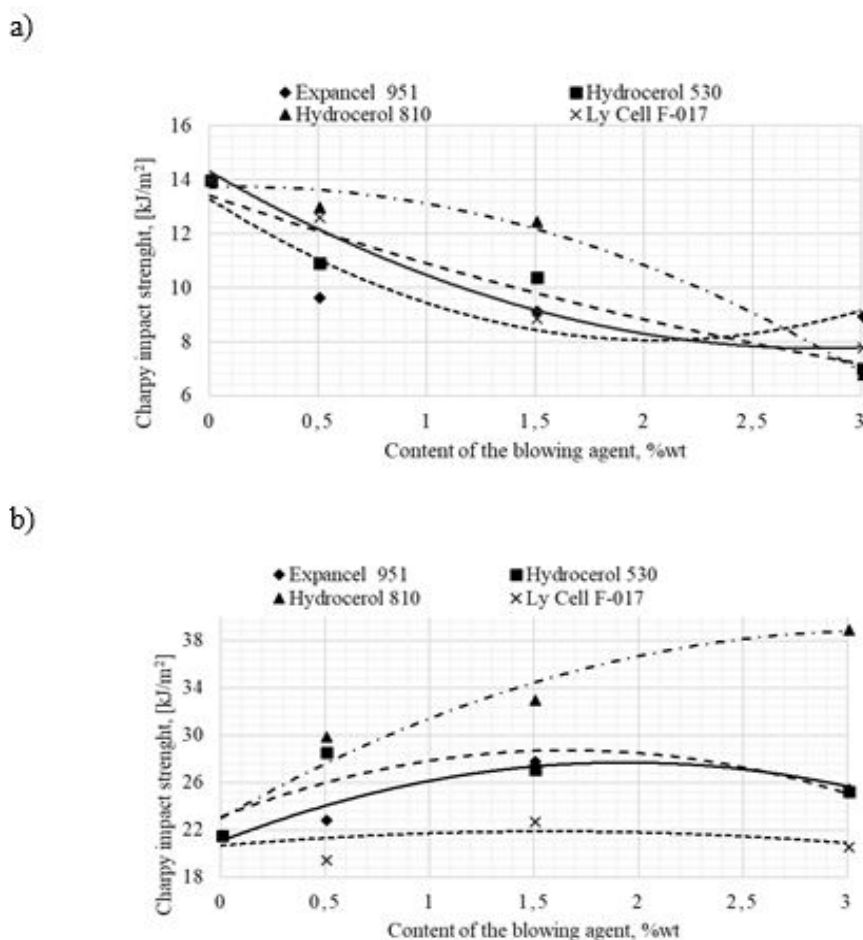 a)
Expancel 951 Hydrocerol 530
Hydrocerol 810 Ly Cell F-017
Charpy impact strenght, [kJ/m²]
16
14
12
10
8
6
0 0,5 1 1,5 2 2,5 3
Content of the blowing agent, %wt
b)
Expancel 951 Hydrocerol 530
Hydrocerol 810 Ly Cell F-017
Charpy impact strenght, [kJ/m²]
38
34
30
26
22
18
0 0,5 1 1,5 2 2,5 3
Content of the blowing agent, %wt